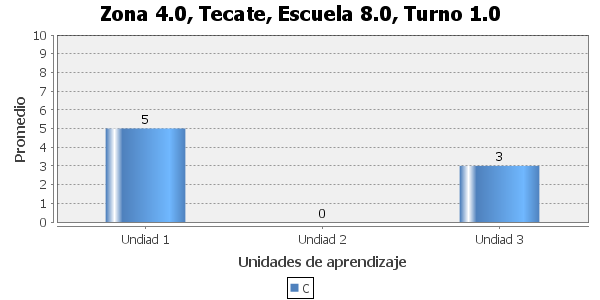 Zona 4.0, Tecate, Escuela 8.0, Turno 1.0
Promedio
10
9
8
7
6
5
4
3
2
1
0
5
0
3
Undiad 1
Undiad 2
Undiad 3
Unidades de aprendizaje
C